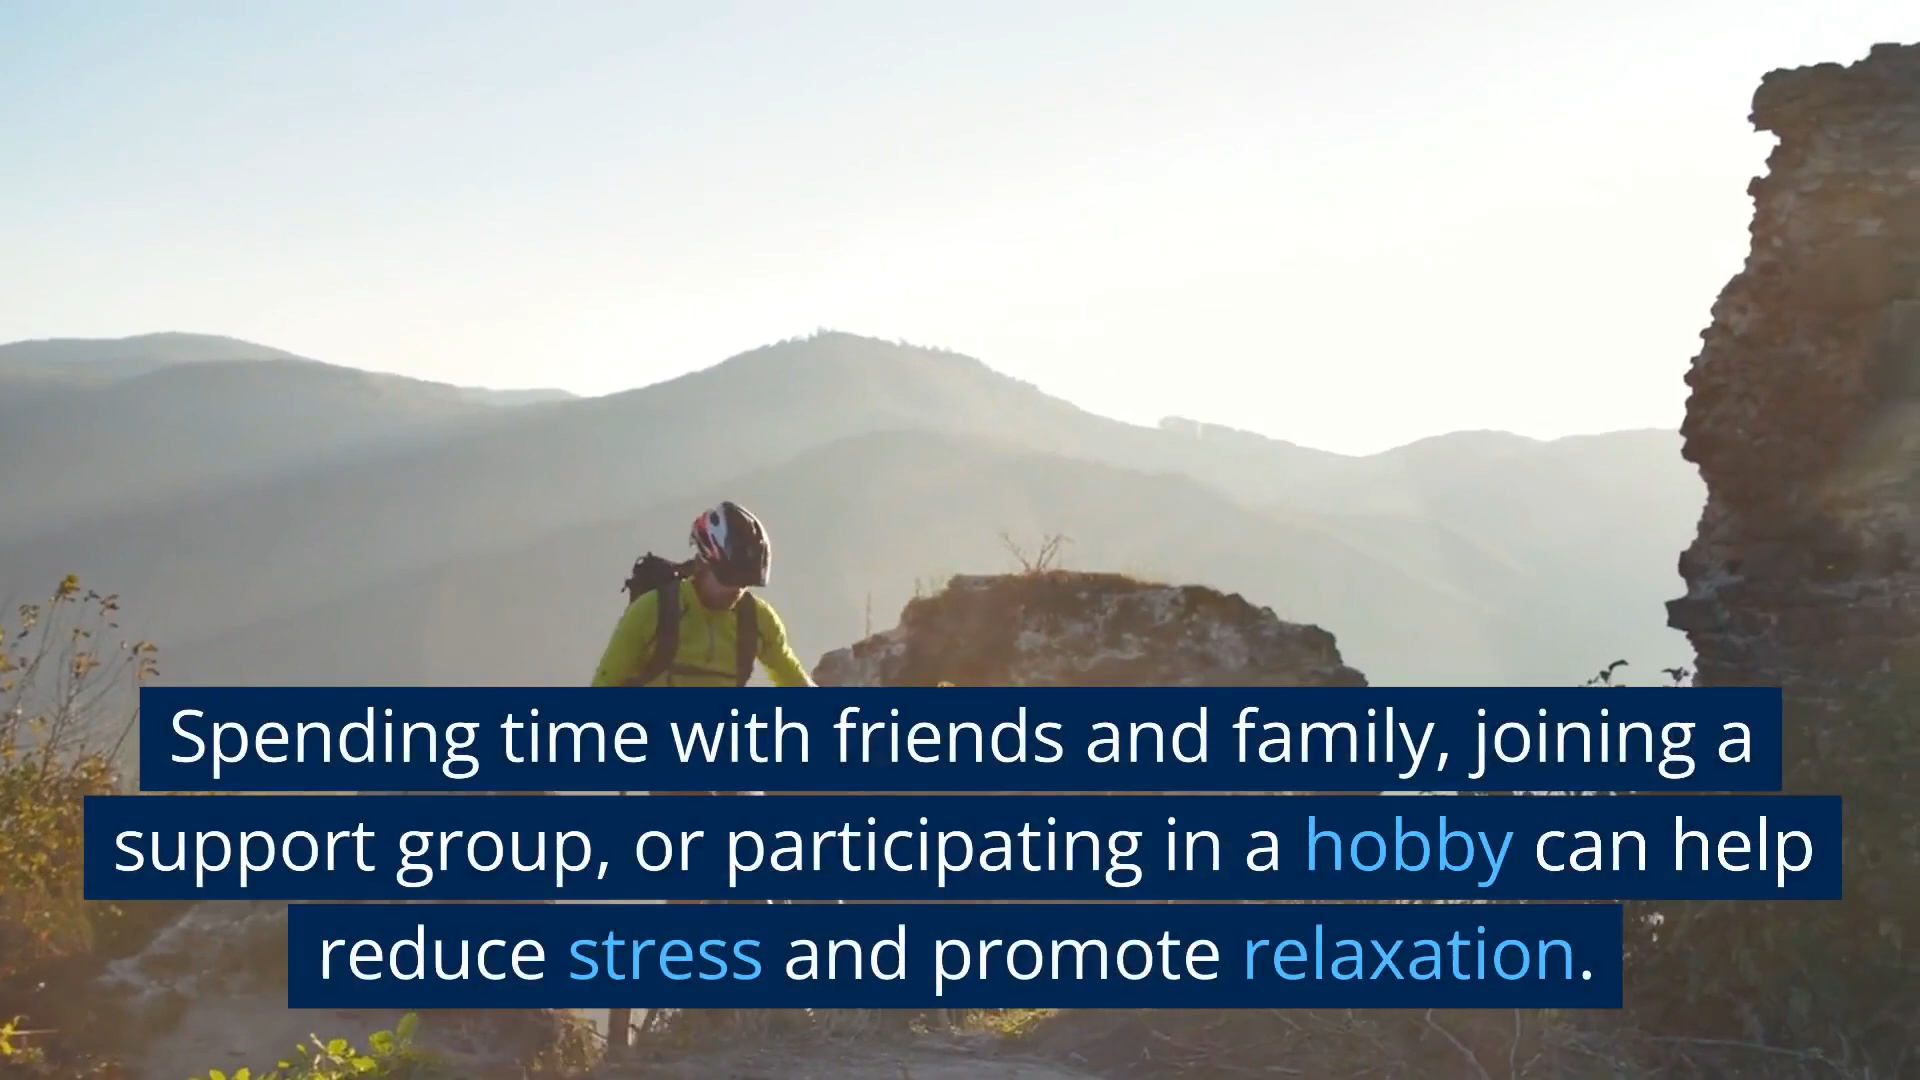 Spending time with friends and family, joining a
support group, or participating in a hobby can help
reduce stress and promote relaxation.